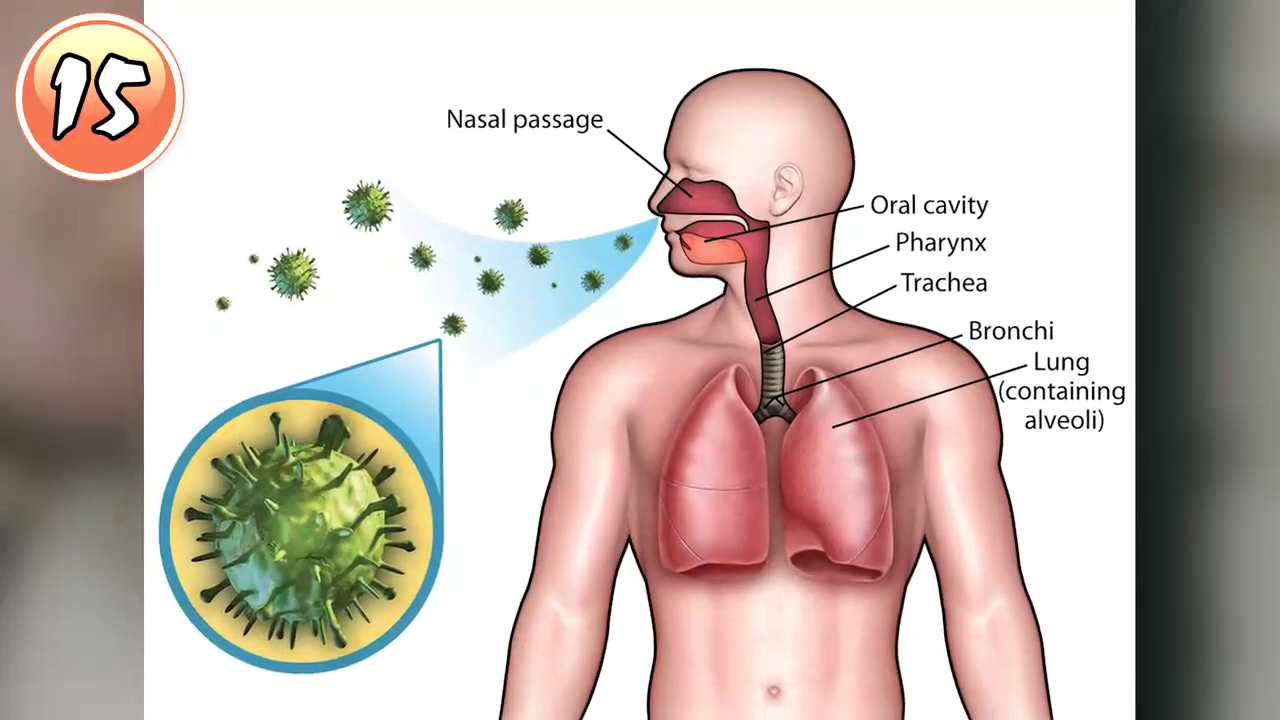 15
Nasal passage
Oral cavity
Pharynx
Trachea
Bronchi
Lung
(containing
alveoli)